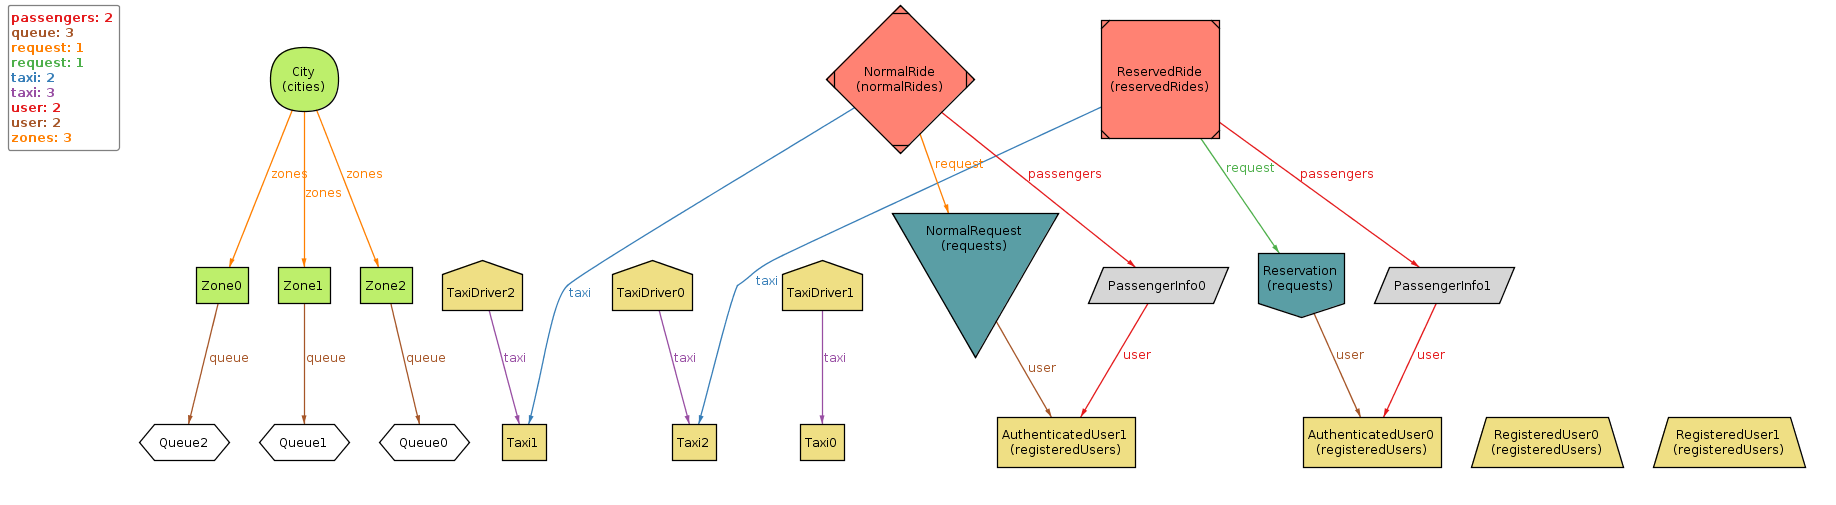 passengers: 2
queue: 3
request: 1
request: 1
taxi: 2
taxi: 3
user: 2
user: 2
zones: 3
City
(cities)
NormalRide
(normalRides)
ReservedRide
(reservedRides)
zones
zones
zones
request
passengers
request
passengers
NormalRequest
(requests)
Zone0
Zone1
Zone2
TaxiDriver2
taxi
TaxiDriver0
taxi
TaxiDriver1
PassengerInfo0
Reservation
(requests)
PassengerInfo1
queue
queue
queue
taxi
taxi
taxi
user
user
user
user
Queue2
Queue1
Queue0
Taxi1
Taxi2
Taxi0
AuthenticatedUser1
(registeredUsers)
AuthenticatedUser0
(registeredUsers)
RegisteredUser0
(registeredUsers)
RegisteredUser1
(registeredUsers)